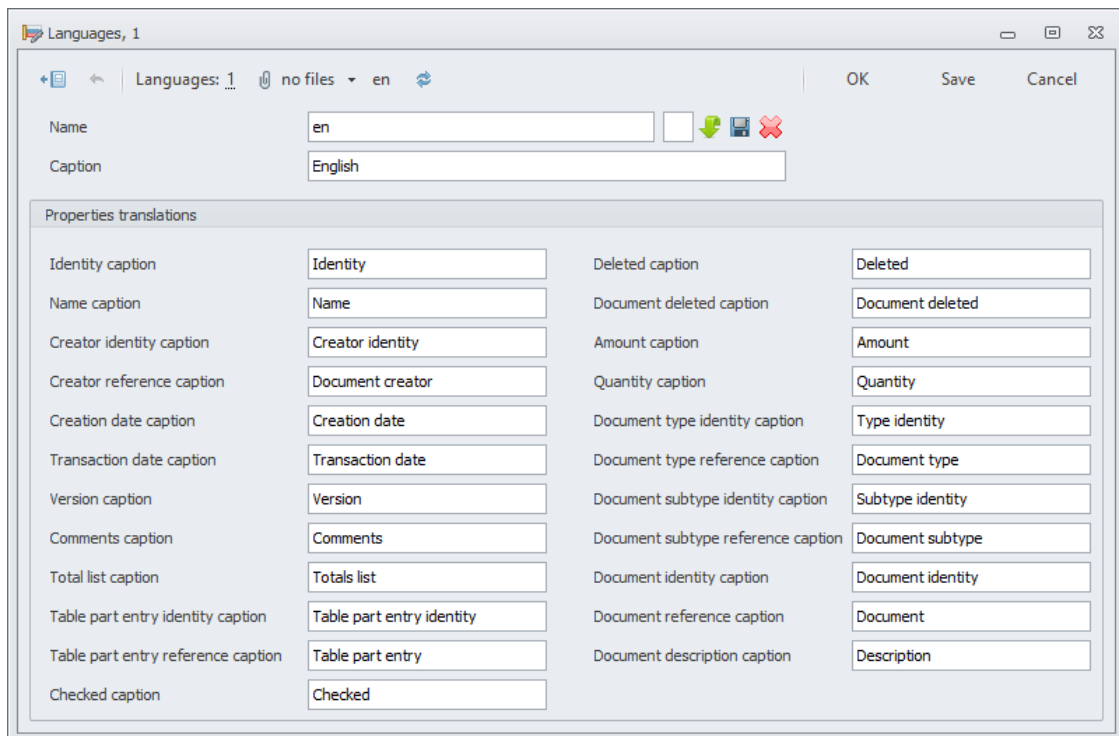 Languages, 1
Languages: 1 no files en OK Save Cancel
Name en
Caption English
Properties translations
Identity caption Identity Deleted caption Deleted
Name caption Name Document deleted caption Document deleted
Creator identity caption Creator identity Amount caption Amount
Creator reference caption Document creator Quantity caption Quantity
Creation date caption Creation date Document type identity caption Type identity
Transaction date caption Transaction date Document type reference caption Document type
Version caption Version Document subtype identity caption Subtype identity
Comments caption Comments Document subtype reference caption Document subtype
Total list caption Totals list Document identity caption Document identity
Table part entry identity caption Table part entry identity Document reference caption Document
Table part entry reference caption Table part entry Document description caption Description
Checked caption Checked